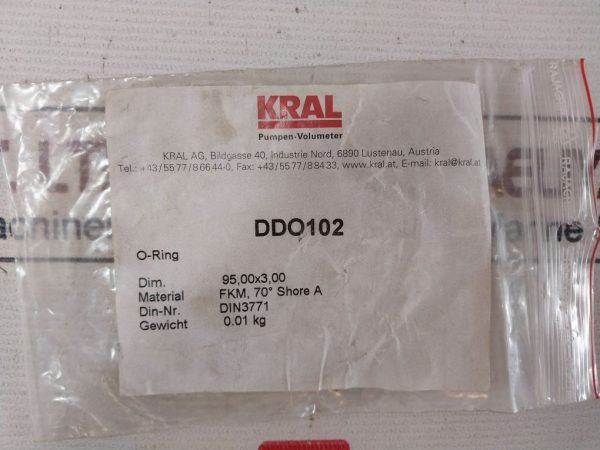 KRAL
Pumpen-Volumeter
KRAL AG, Bildgasse 40, Industrie Nord, 6890 Lustenau, Austria
Tel.: +43/5577/86644-0, Fax: +43/5577/88433, www.kral.at, E-mail: kral@kral.at
DDO102
O-Ring
Dim. 95,00x3,00
Material FKM, 70° Shore A
Din-Nr. DIN3771
Gewicht 0.01 kg